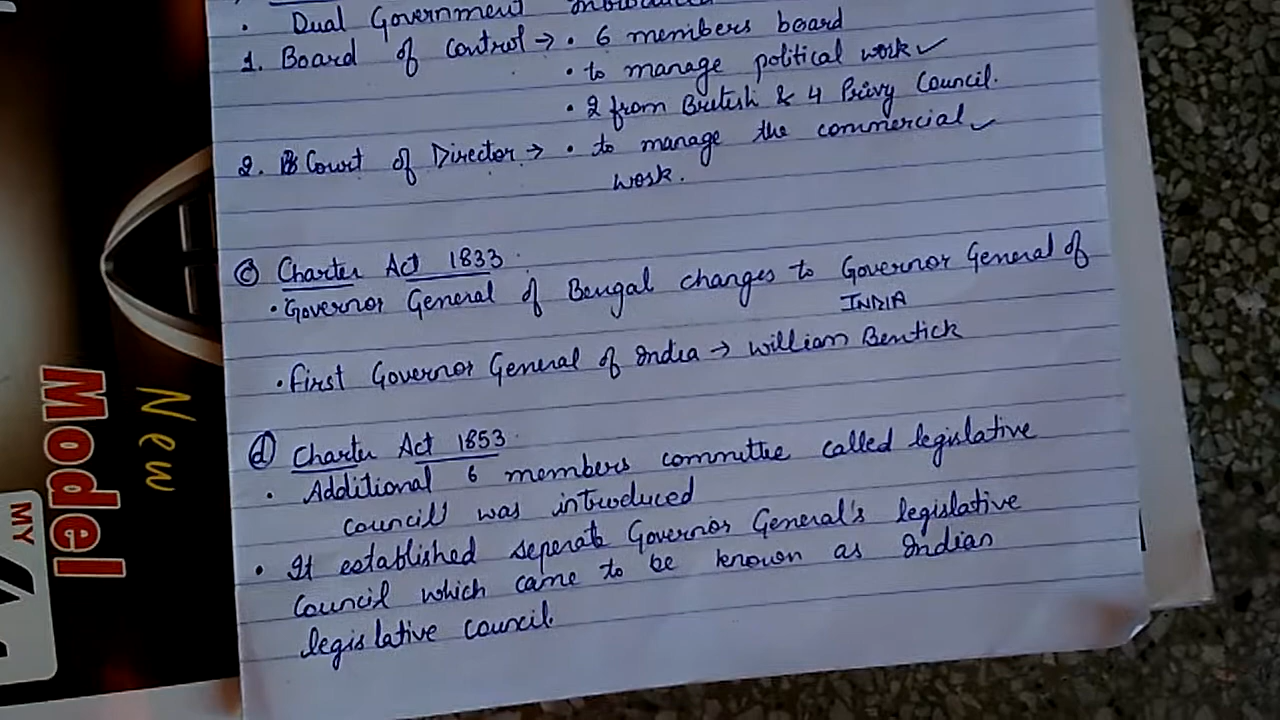 . Dual Government
1. Board of Control → . 6 members board
. to manage political work ✓
. 2 from British & 4 Privy Council.
2. Court of Director → . to manage the commercial ✓
work.
© Charter Act 1833.
. Governor General of Bengal changes to Governor General of
INDIA
. First Governor General of India → William Bentick
ⓓ Charter Act 1853.
. Additional 6 members committee called legislative
council was introduced
. It established seperate Governor General's legislative
Council which came to be known as Indian
legislative council.
New
Model
MY